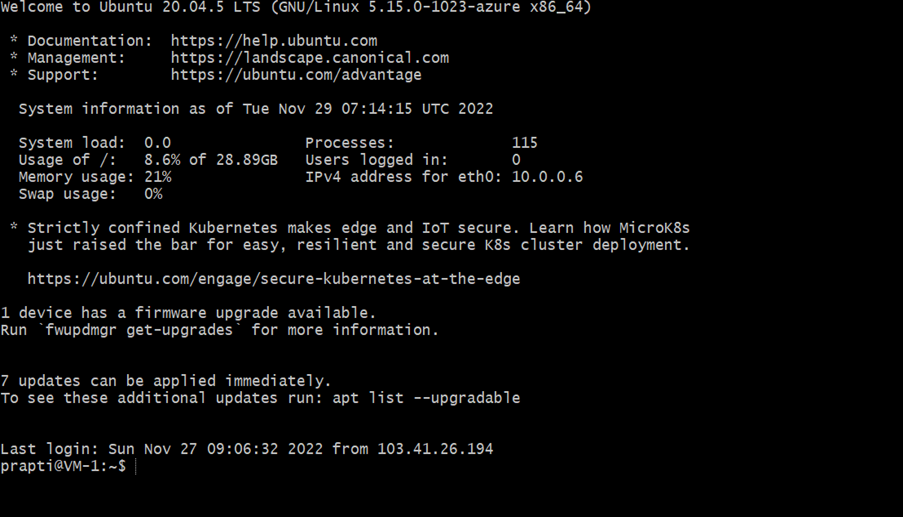 Welcome to Ubuntu 20.04.5 LTS (GNU/Linux 5.15.0-1023-azure x86_64)
* Documentation: https://help.ubuntu.com
* Management: https://landscape.canonical.com
* Support: https://ubuntu.com/advantage
System information as of Tue Nov 29 07:14:15 UTC 2022
System load: 0.0 Processes: 115
Usage of /: 8.6% of 28.89GB Users logged in: 0
Memory usage: 21% IPv4 address for eth0: 10.0.0.6
Swap usage: 0%
* Strictly confined Kubernetes makes edge and IoT secure. Learn how MicroK8s
just raised the bar for easy, resilient and secure K8s cluster deployment.
https://ubuntu.com/engage/secure-kubernetes-at-the-edge
1 device has a firmware upgrade available.
Run `fwupdmgr get-upgrades` for more information.
7 updates can be applied immediately.
To see these additional updates run: apt list --upgradable
Last login: Sun Nov 27 09:06:32 2022 from 103.41.26.194
prapti@VM-1:~$